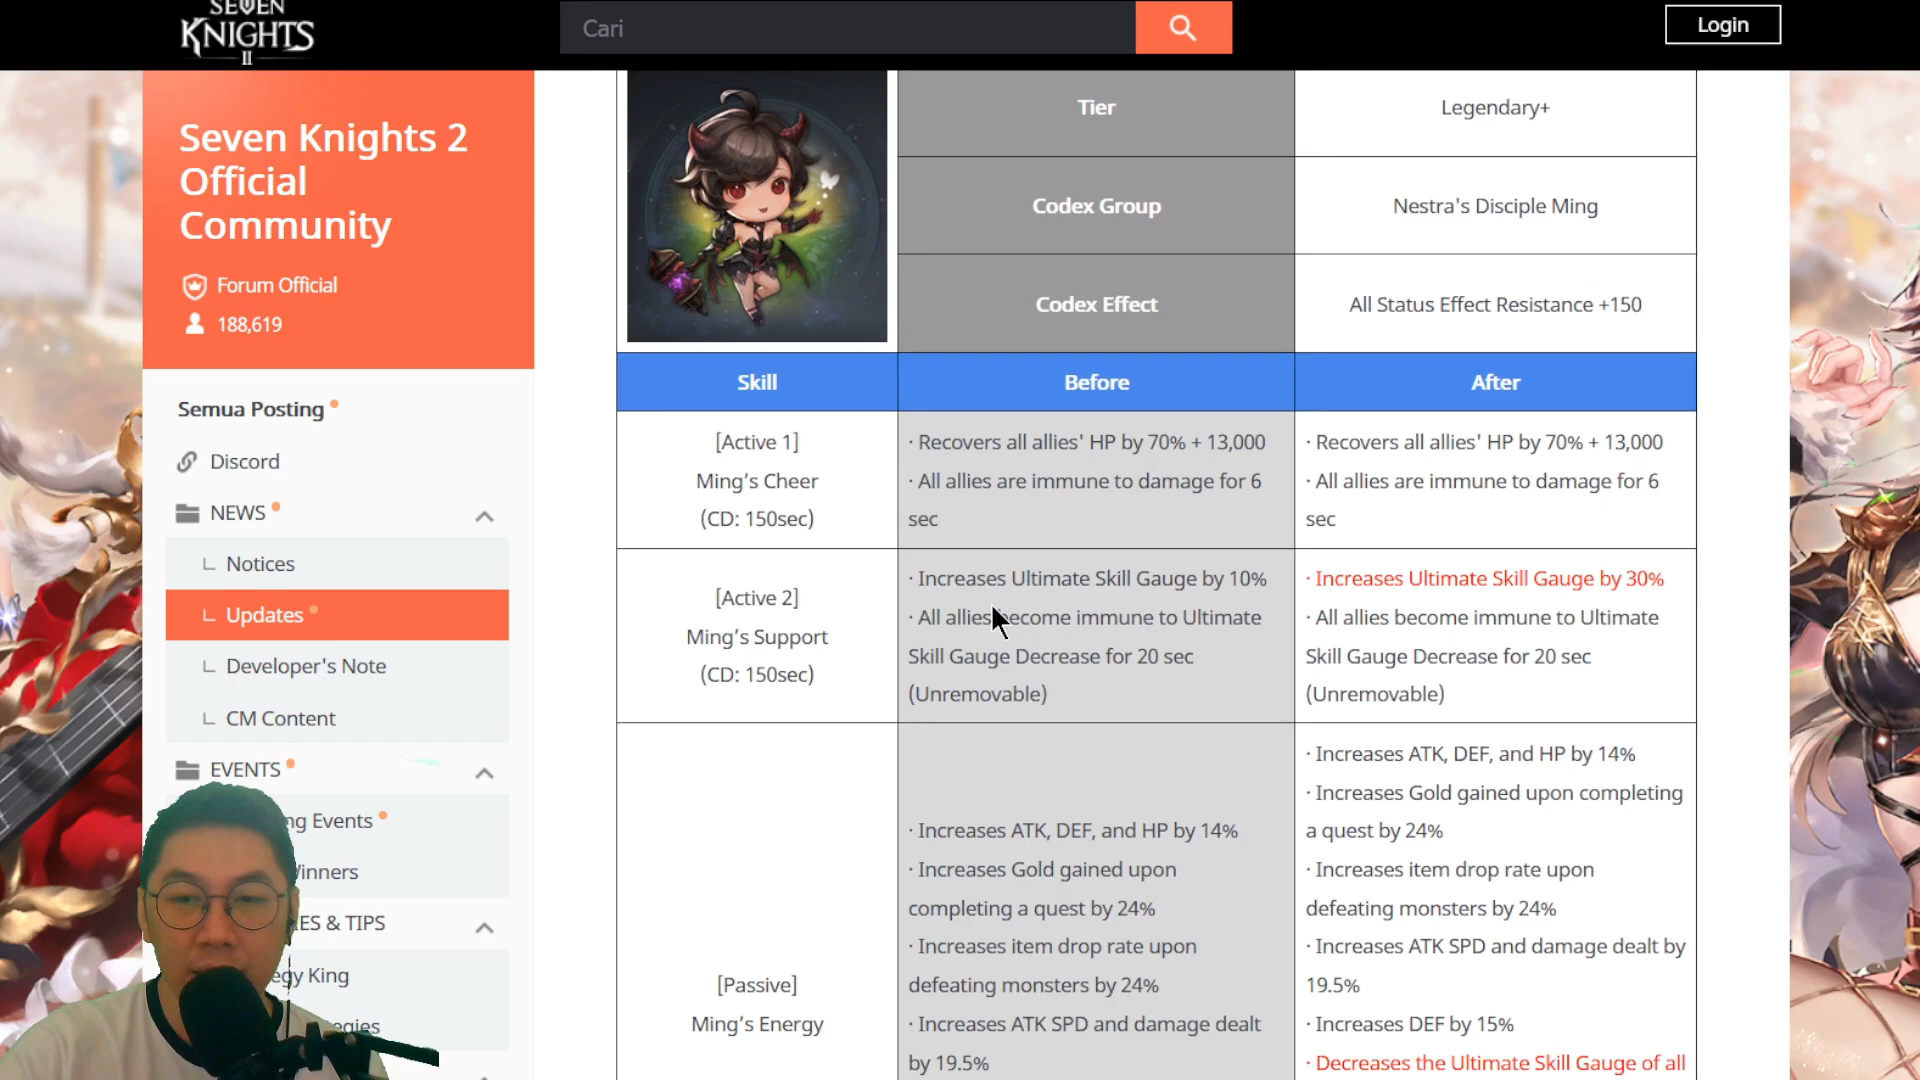 SEVEN
KNIGHTS
II
Cari
Login
Seven Knights 2
Official
Community
Forum Official
188,619
Semua Posting
Discord
NEWS
Notices
Updates
Developer's Note
CM Content
EVENTS
ng Events
inners
IES & TIPS
egy King
egies
Tier
Legendary+
Codex Group
Nestra's Disciple Ming
Codex Effect
All Status Effect Resistance +150
Skill
Before
After
[Active 1]
Ming's Cheer
(CD: 150sec)
· Recovers all allies' HP by 70% + 13,000
· All allies are immune to damage for 6
sec
· Recovers all allies' HP by 70% + 13,000
· All allies are immune to damage for 6
sec
[Active 2]
Ming's Support
(CD: 150sec)
· Increases Ultimate Skill Gauge by 10%
· All allies become immune to Ultimate
Skill Gauge Decrease for 20 sec
(Unremovable)
· Increases Ultimate Skill Gauge by 30%
· All allies become immune to Ultimate
Skill Gauge Decrease for 20 sec
(Unremovable)
[Passive]
Ming's Energy
· Increases ATK, DEF, and HP by 14%
· Increases Gold gained upon
completing a quest by 24%
· Increases item drop rate upon
defeating monsters by 24%
· Increases ATK SPD and damage dealt
by 19.5%
· Increases ATK, DEF, and HP by 14%
· Increases Gold gained upon completing
a quest by 24%
· Increases item drop rate upon
defeating monsters by 24%
· Increases ATK SPD and damage dealt by
19.5%
· Increases DEF by 15%
· Decreases the Ultimate Skill Gauge of all